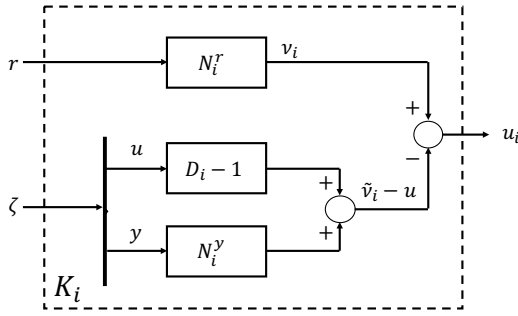 r
N_i^r
ν_i
+
u_i
−
u
D_i − 1
+
ṽ_i − u
ζ
+
y
N_i^y
K_i